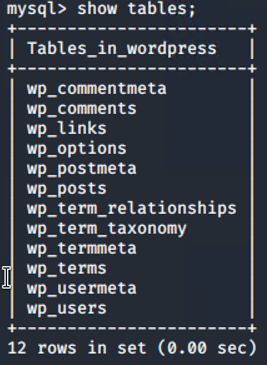 mysql> show tables;
+------------------------+
| Tables_in_wordpress |
+------------------------+
| wp_commentmeta |
| wp_comments |
| wp_links |
| wp_options |
| wp_postmeta |
| wp_posts |
| wp_term_relationships |
| wp_term_taxonomy |
| wp_termmeta |
| wp_terms |
| wp_usermeta |
| wp_users |
+------------------------+
12 rows in set (0.00 sec)